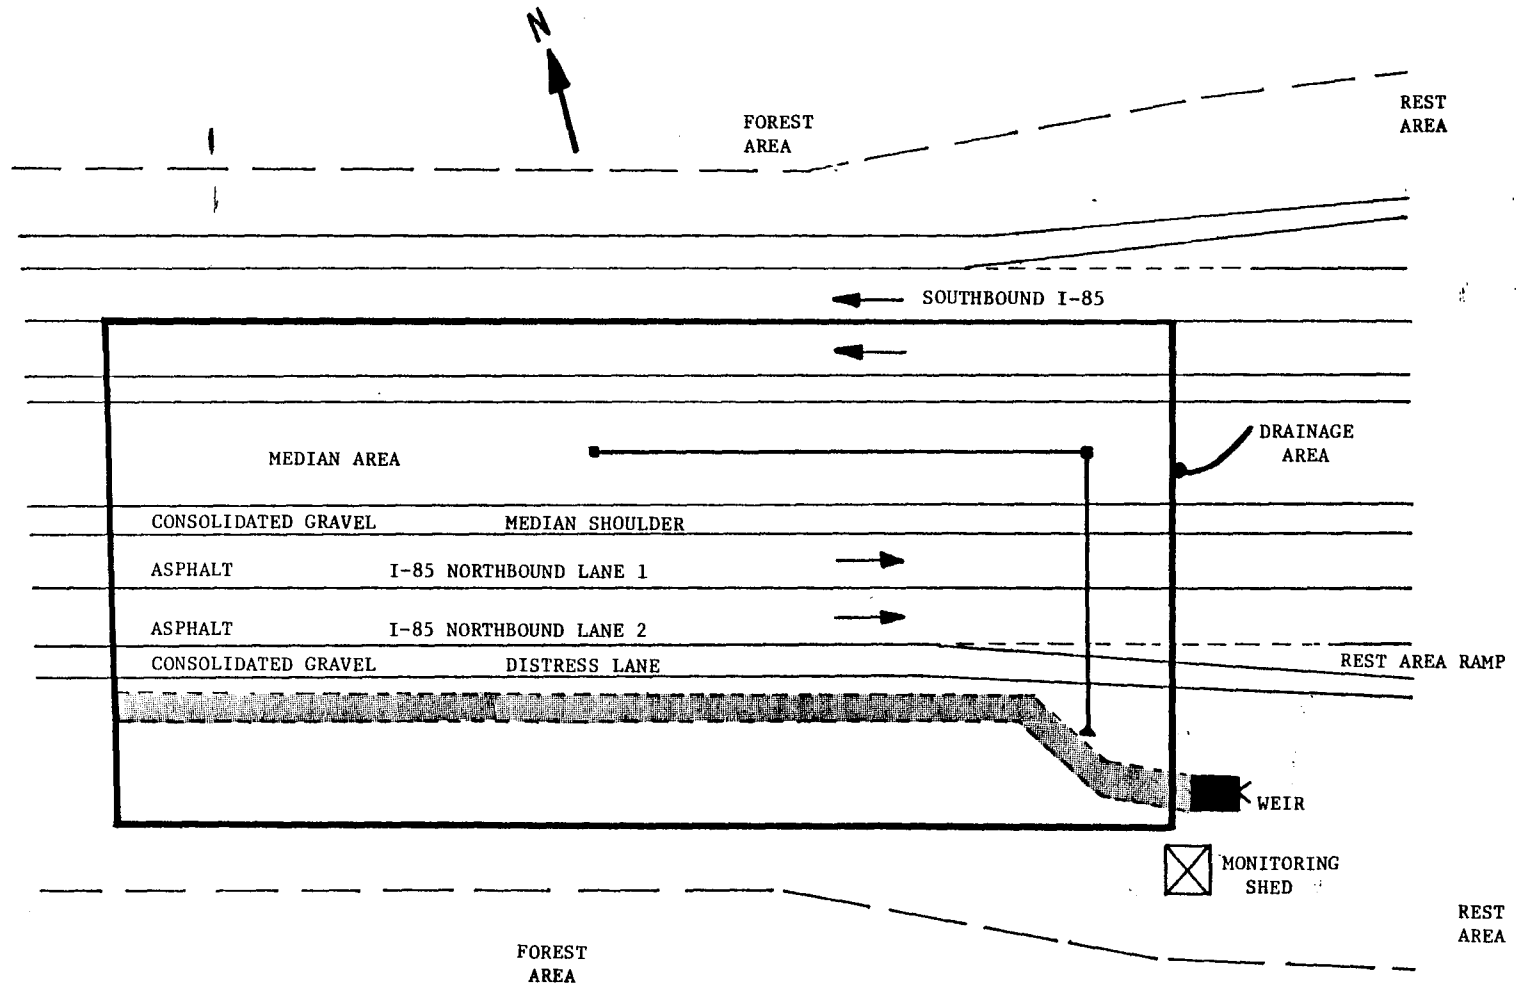 N
FOREST
AREA
REST
AREA
SOUTHBOUND I-85
DRAINAGE
AREA
MEDIAN AREA
CONSOLIDATED GRAVEL MEDIAN SHOULDER
ASPHALT I-85 NORTHBOUND LANE 1
ASPHALT I-85 NORTHBOUND LANE 2
CONSOLIDATED GRAVEL DISTRESS LANE
REST AREA RAMP
WEIR
MONITORING
SHED
REST
AREA
FOREST
AREA